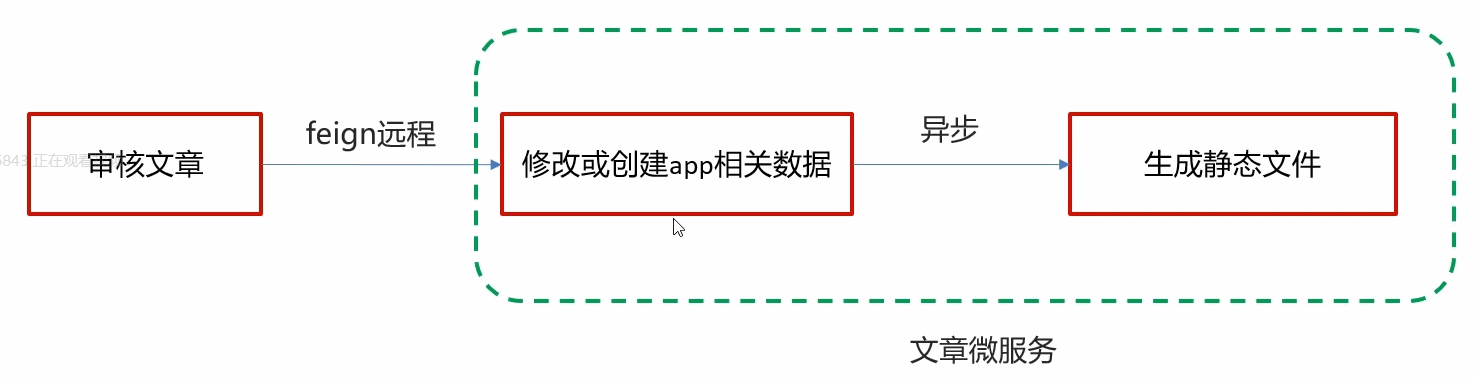 feign远程
异步
5843 正在观看
审核文章
修改或创建app相关数据
生成静态文件
文章微服务